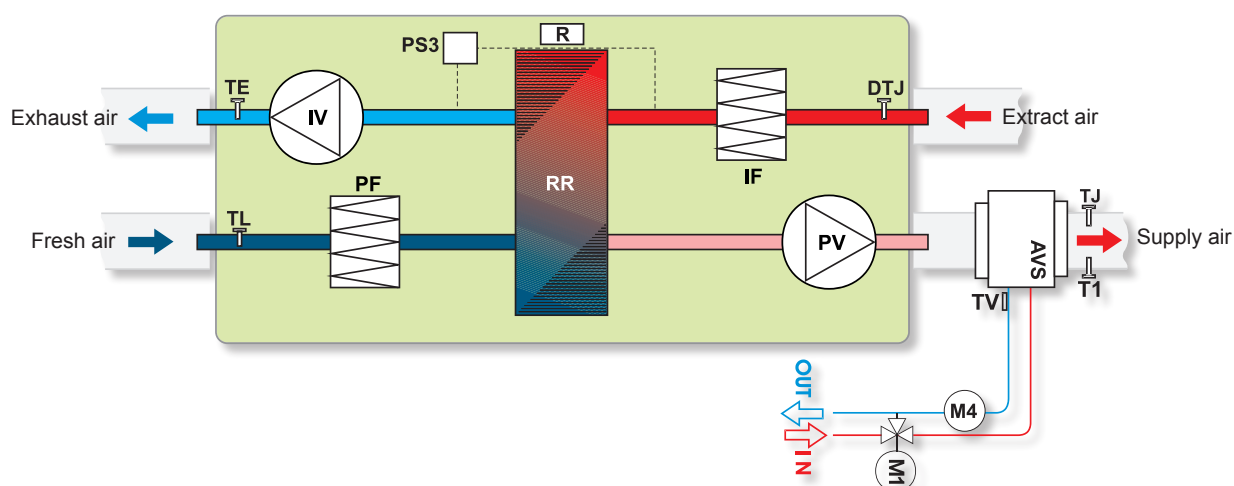 R
PS3
TE
IV
DTJ
Exhaust air
Extract air
IF
RR
PF
TL
TJ
Fresh air
PV
AVS
Supply air
TV
T1
OUT
M4
IN
M1